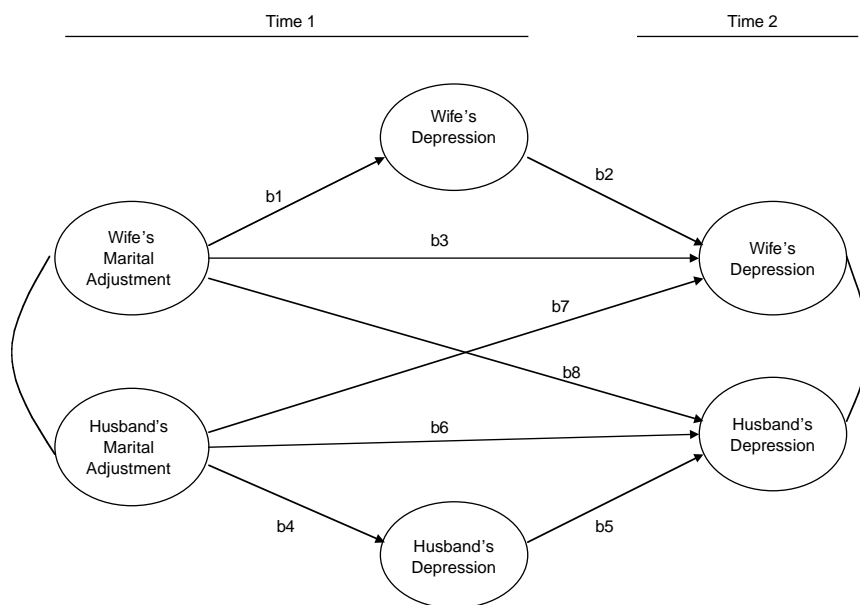 Time 1
Time 2
Wife's
Depression
b1
b2
Wife's
Marital
Adjustment
b3
Wife's
Depression
b7
b8
Husband's
Marital
Adjustment
b6
Husband's
Depression
b4
b5
Husband's
Depression